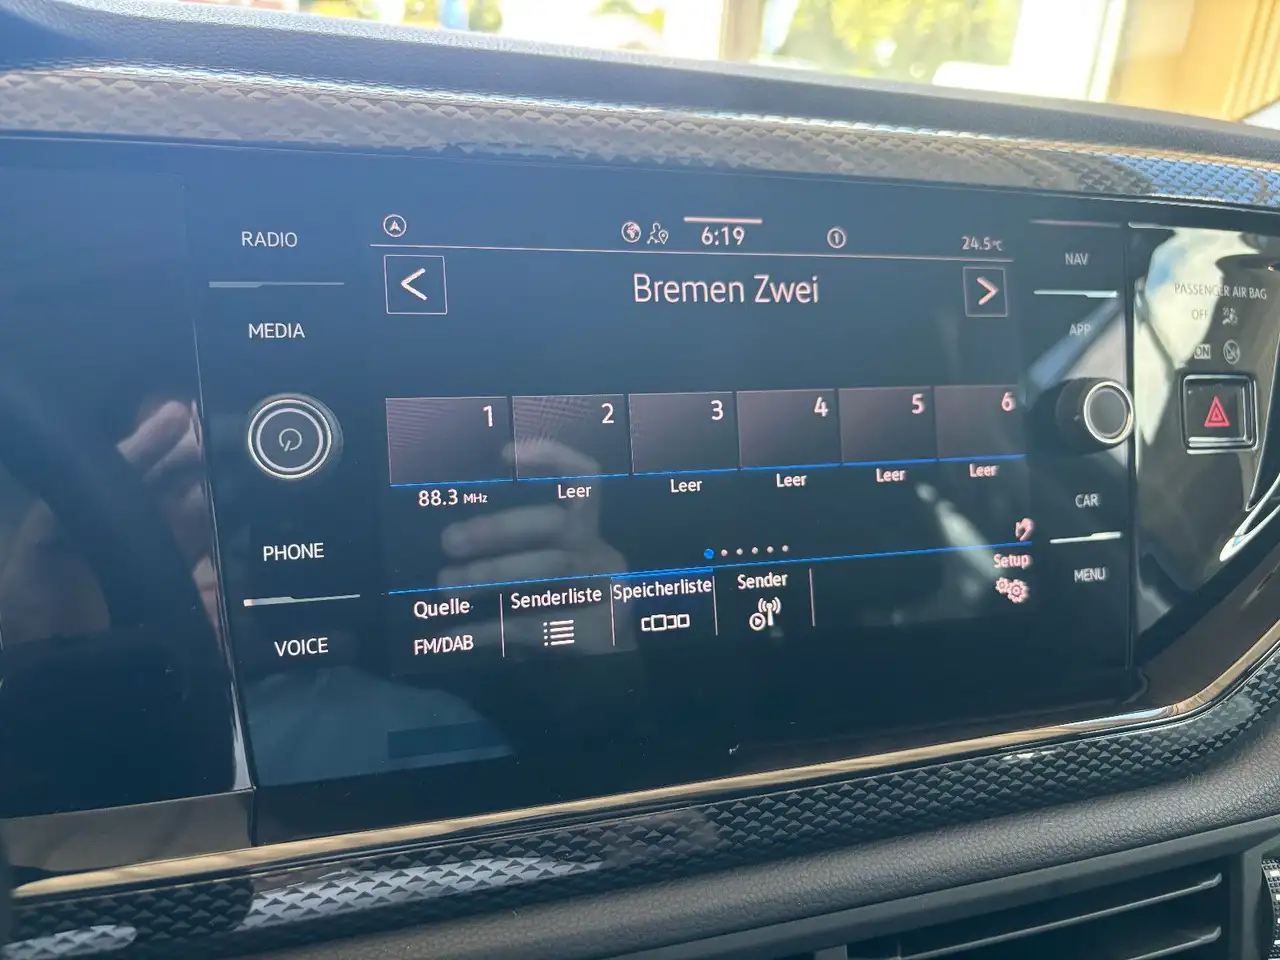 RADIO
MEDIA
PHONE
VOICE
6:19
1
24.5°C
Bremen Zwei
1 2 3 4 5 6
88.3 MHz Leer Leer Leer Leer Leer
Quelle Senderliste Speicherliste Sender Setup
FM/DAB
NAV
APP
CAR
MENU
PASSENGER AIR BAG
OFF
ON